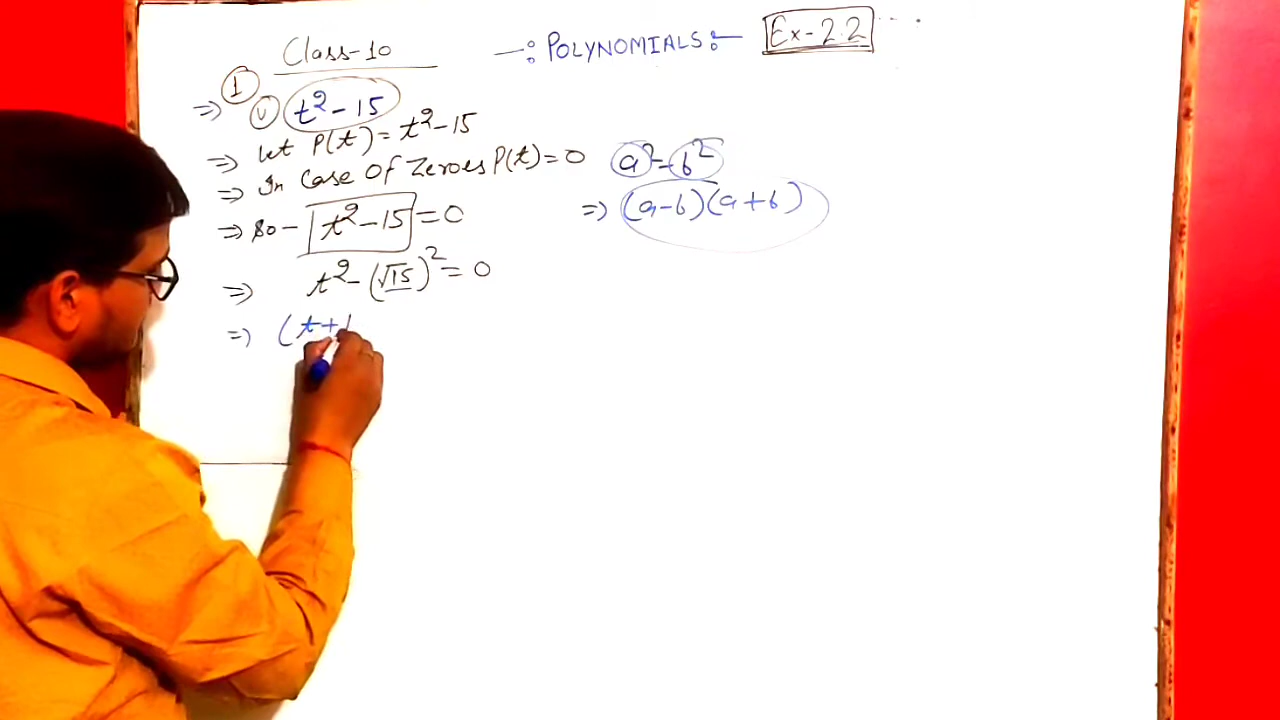 Class-10 —: POLYNOMIALS :— Ex-2.2
① 
⇒ (v) t² - 15
⇒ Let P(t) = t² - 15
⇒ In Case Of Zeroes P(t) = 0
⇒ So - t² - 15 = 0
⇒ t² - (√15)² = 0
⇒ (t+
a² - b²
⇒ (a-b)(a+b)